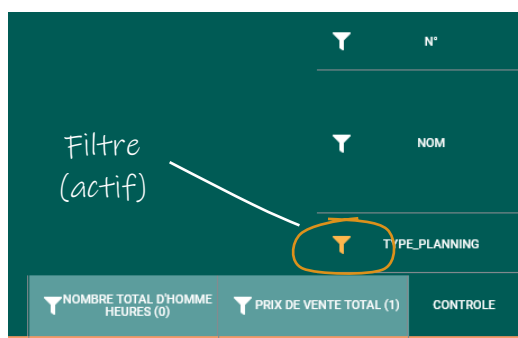 N°
NOM
Filtre
(actif)
TYPE_PLANNING
NOMBRE TOTAL D'HOMME
HEURES (0)
PRIX DE VENTE TOTAL (1)
CONTROLE